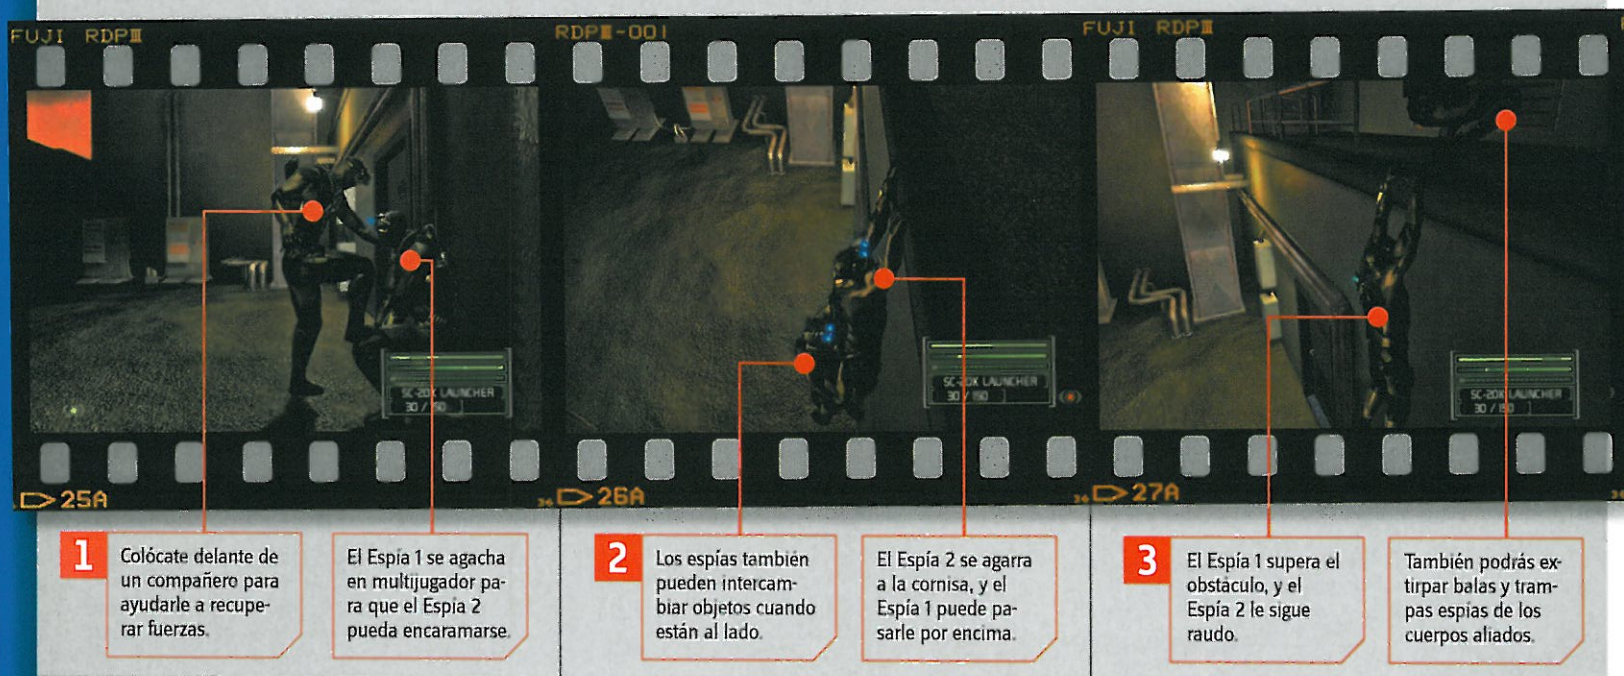 FUJI RDPIII
RDPIII-001
FUJI RDPIII
SC-20K LAUNCHER
30 / 150
SC-20K LAUNCHER
30 / 150
SC-20K LAUNCHER
30 / 150
25A
36
26A
36
27A
1
Colócate delante de
un compañero para
ayudarle a recupe-
rar fuerzas.
El Espía 1 se agacha
en multijugador pa-
ra que el Espía 2
pueda encaramarse.
2
Los espías también
pueden intercam-
biar objetos cuando
están al lado.
El Espía 2 se agarra
a la cornisa, y el
Espía 1 puede pa-
sarle por encima.
3
El Espía 1 supera el
obstáculo, y el
Espía 2 le sigue
raudo.
También podrás ex-
tirpar balas y tram-
pas espías de los
cuerpos aliados.